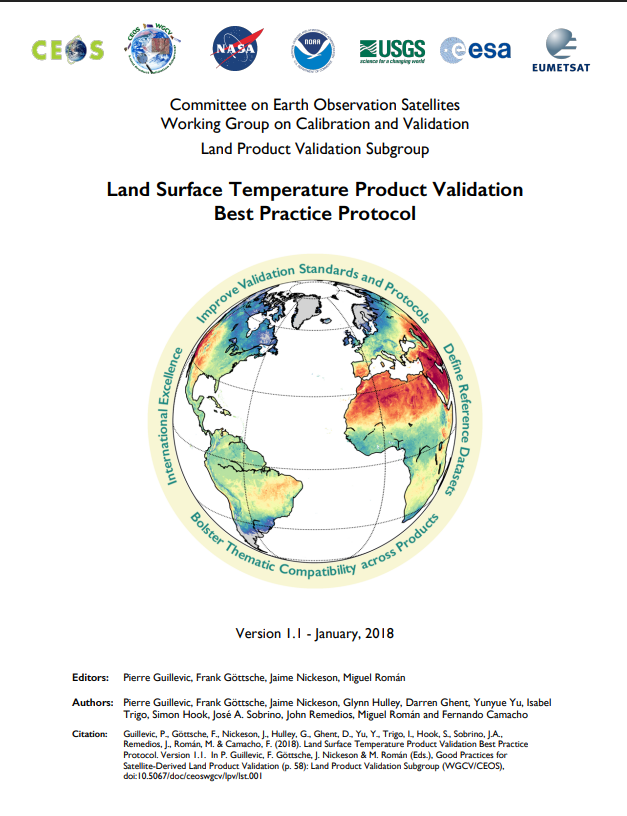 CEOS
CEOS WGCV
NASA
NOAA
USGS
science for a changing world
esa
EUMETSAT
Committee on Earth Observation Satellites
Working Group on Calibration and Validation
Land Product Validation Subgroup
Land Surface Temperature Product Validation
Best Practice Protocol
Improve Validation Standards and Protocols
Define Reference Datasets
International Excellence
Bolster Thematic Compatibility across Products
Version 1.1 - January, 2018
Editors: Pierre Guillevic, Frank Göttsche, Jaime Nickeson, Miguel Román
Authors: Pierre Guillevic, Frank Göttsche, Jaime Nickeson, Glynn Hulley, Darren Ghent, Yunyue Yu, Isabel
Trigo, Simon Hook, José A. Sobrino, John Remedios, Miguel Román and Fernando Camacho
Citation: Guillevic, P., Göttsche, F., Nickeson, J., Hulley, G., Ghent, D., Yu, Y., Trigo, I., Hook, S., Sobrino, J.A.,
Remedios, J., Román, M. & Camacho, F. (2018). Land Surface Temperature Product Validation Best Practice
Protocol. Version 1.1. In P. Guillevic, F. Göttsche, J. Nickeson & M. Román (Eds.), Good Practices for
Satellite-Derived Land Product Validation (p. 58): Land Product Validation Subgroup (WGCV/CEOS),
doi:10.5067/doc/ceoswgcv/lpv/lst.001